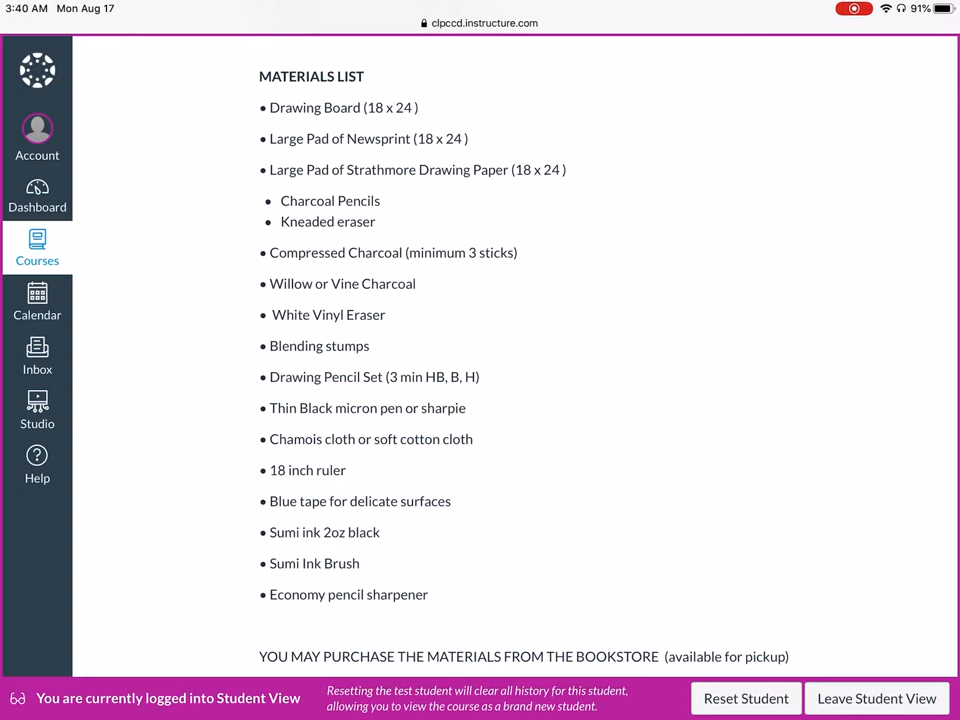 3:40 AM Mon Aug 17
91%
clpccd.instructure.com
Account
Dashboard
Courses
Calendar
Inbox
Studio
Help
MATERIALS LIST
• Drawing Board (18 x 24 )
• Large Pad of Newsprint (18 x 24 )
• Large Pad of Strathmore Drawing Paper (18 x 24 )
• Charcoal Pencils
• Kneaded eraser
• Compressed Charcoal (minimum 3 sticks)
• Willow or Vine Charcoal
• White Vinyl Eraser
• Blending stumps
• Drawing Pencil Set (3 min HB, B, H)
• Thin Black micron pen or sharpie
• Chamois cloth or soft cotton cloth
• 18 inch ruler
• Blue tape for delicate surfaces
• Sumi ink 2oz black
• Sumi Ink Brush
• Economy pencil sharpener
YOU MAY PURCHASE THE MATERIALS FROM THE BOOKSTORE (available for pickup)
You are currently logged into Student View
Resetting the test student will clear all history for this student,
allowing you to view the course as a brand new student.
Reset Student
Leave Student View